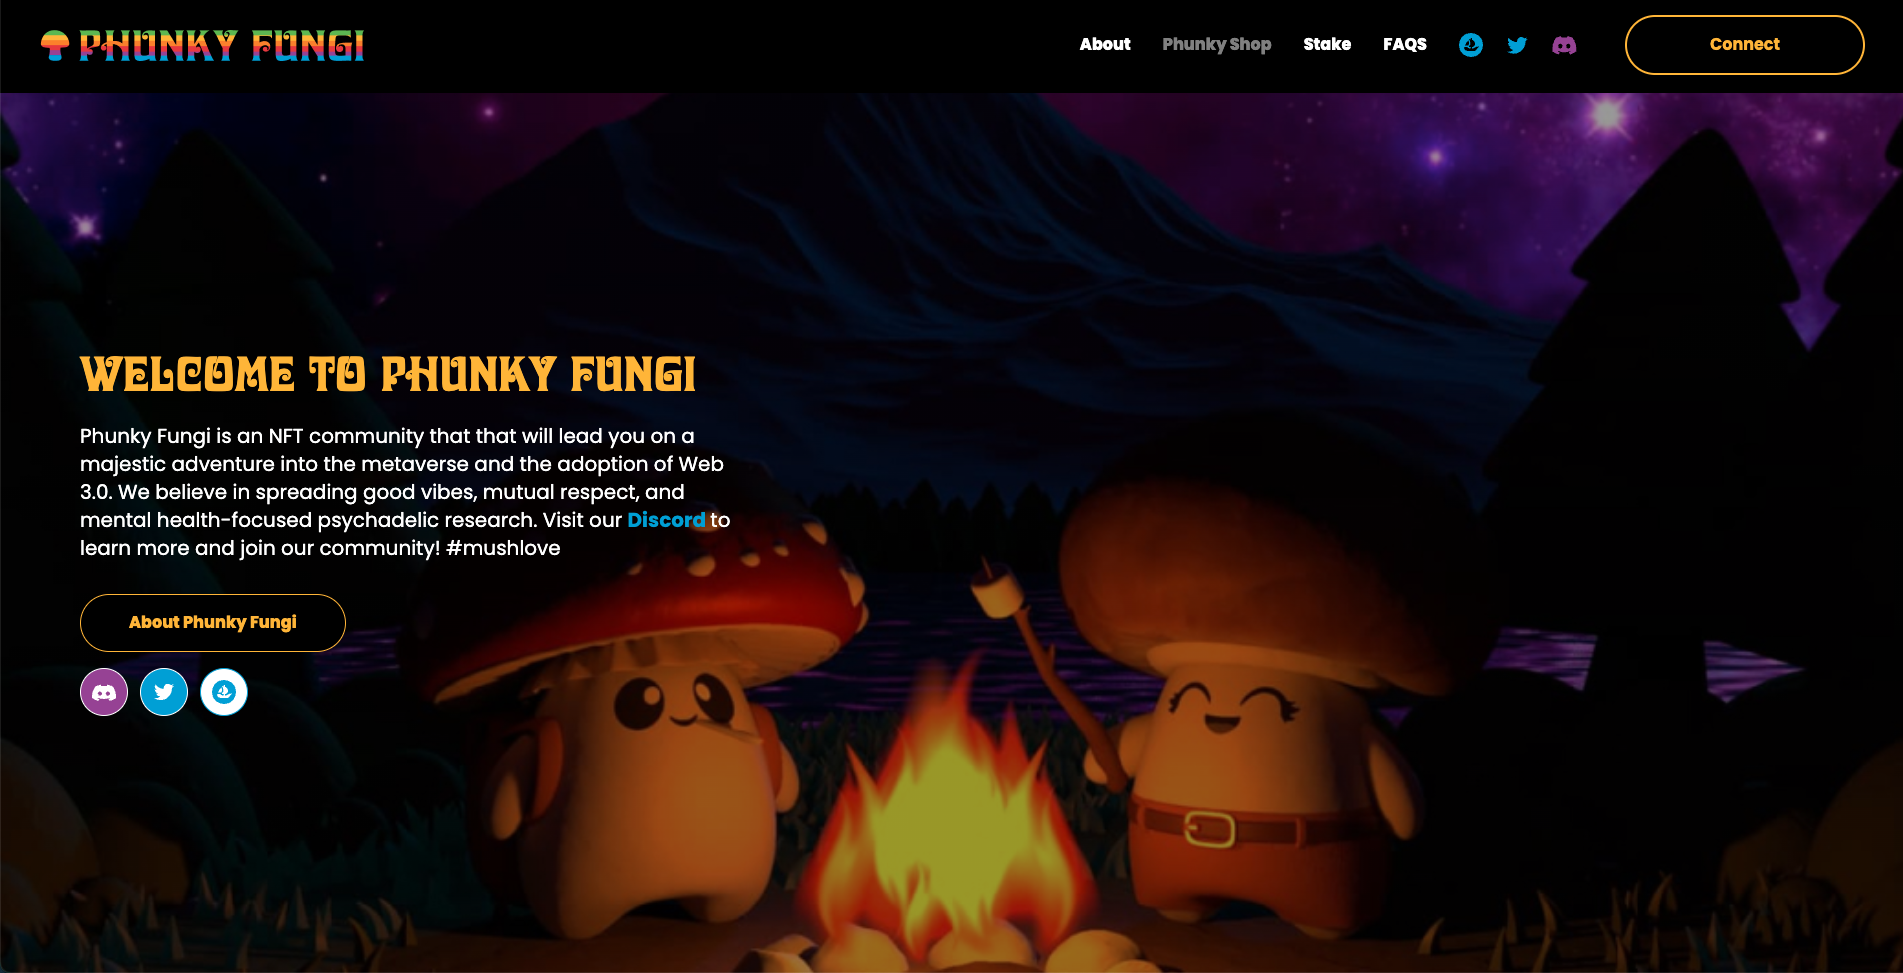 PHUNKY FUNGI
About Phunky Shop Stake FAQS Connect
WELCOME TO PHUNKY FUNGI
Phunky Fungi is an NFT community that that will lead you on a
majestic adventure into the metaverse and the adoption of Web
3.0. We believe in spreading good vibes, mutual respect, and
mental health-focused psychadelic research. Visit our Discord to
learn more and join our community! #mushlove
About Phunky Fungi